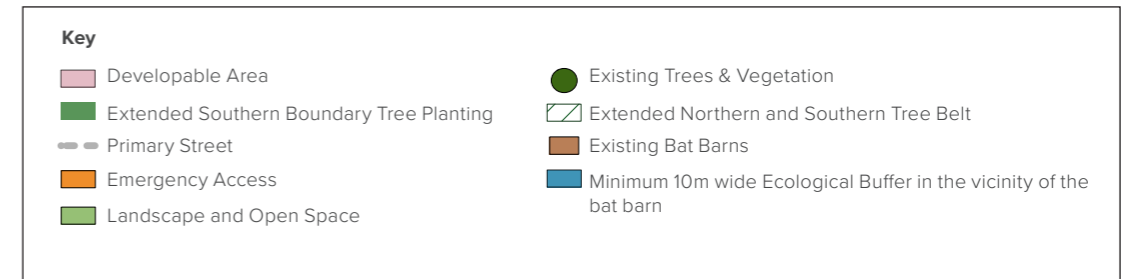 Key
Developable Area
Extended Southern Boundary Tree Planting
Primary Street
Emergency Access
Landscape and Open Space
Existing Trees & Vegetation
Extended Northern and Southern Tree Belt
Existing Bat Barns
Minimum 10m wide Ecological Buffer in the vicinity of the
bat barn